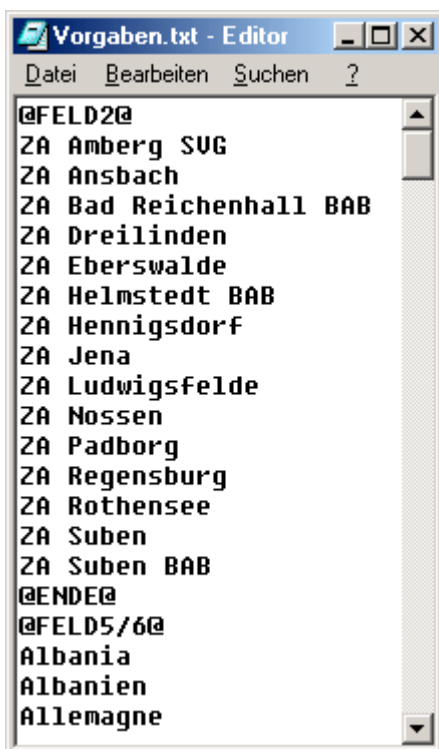 Vorgaben.txt - Editor
Datei Bearbeiten Suchen ?
@FELD2@
ZA Amberg SVG
ZA Ansbach
ZA Bad Reichenhall BAB
ZA Dreilinden
ZA Eberswalde
ZA Helmstedt BAB
ZA Hennigsdorf
ZA Jena
ZA Ludwigsfelde
ZA Nossen
ZA Padborg
ZA Regensburg
ZA Rothensee
ZA Suben
ZA Suben BAB
@ENDE@
@FELD5/6@
Albania
Albanien
Allemagne